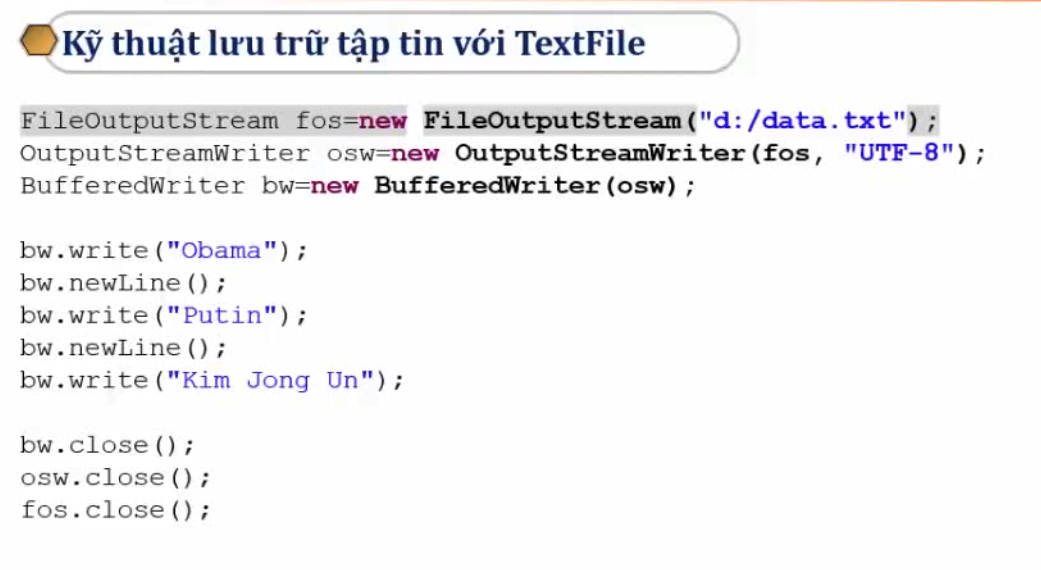 Kỹ thuật lưu trữ tập tin với TextFile
FileOutputStream fos=new FileOutputStream("d:/data.txt");
OutputStreamWriter osw=new OutputStreamWriter(fos, "UTF-8");
BufferedWriter bw=new BufferedWriter(osw);
bw.write("Obama");
bw.newLine();
bw.write("Putin");
bw.newLine();
bw.write("Kim Jong Un");
bw.close();
osw.close();
fos.close();